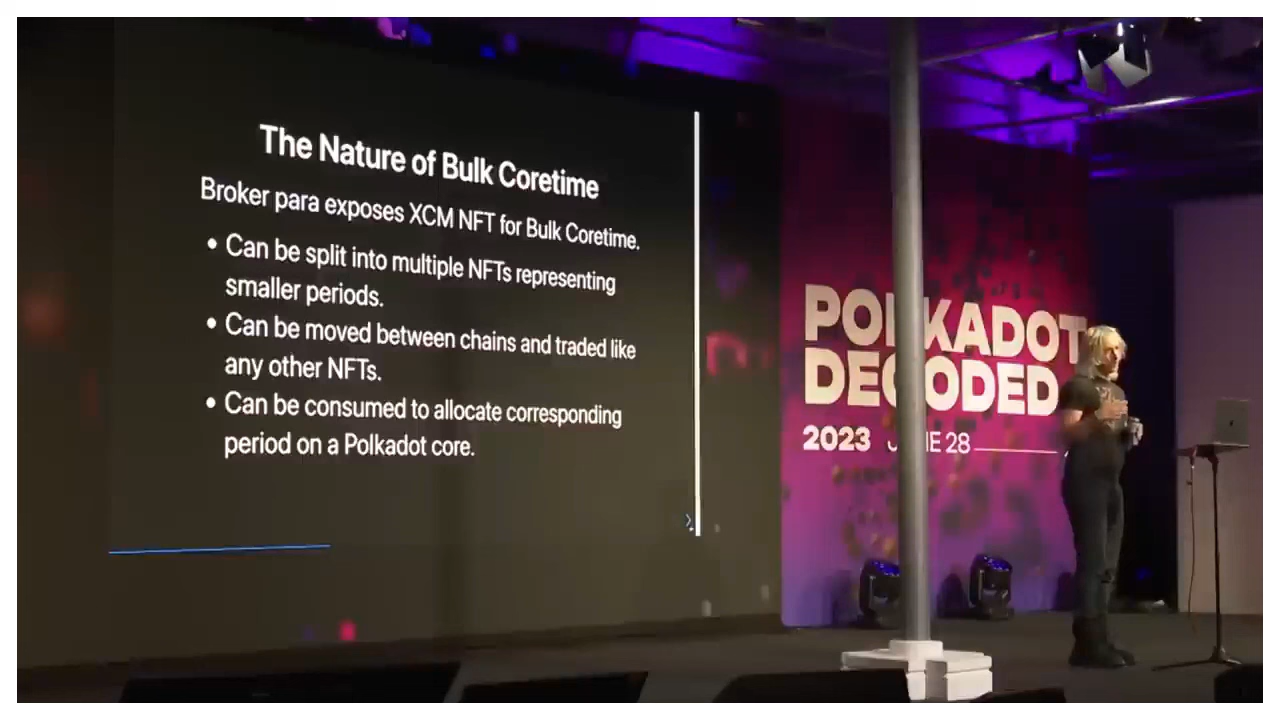 The Nature of Bulk Coretime
Broker para exposes XCM NFT for Bulk Coretime.
• Can be split into multiple NFTs representing
smaller periods.
• Can be moved between chains and traded like
any other NFTs.
• Can be consumed to allocate corresponding
period on a Polkadot core.
POLKADOT
DECODED
2023 JUNE 28